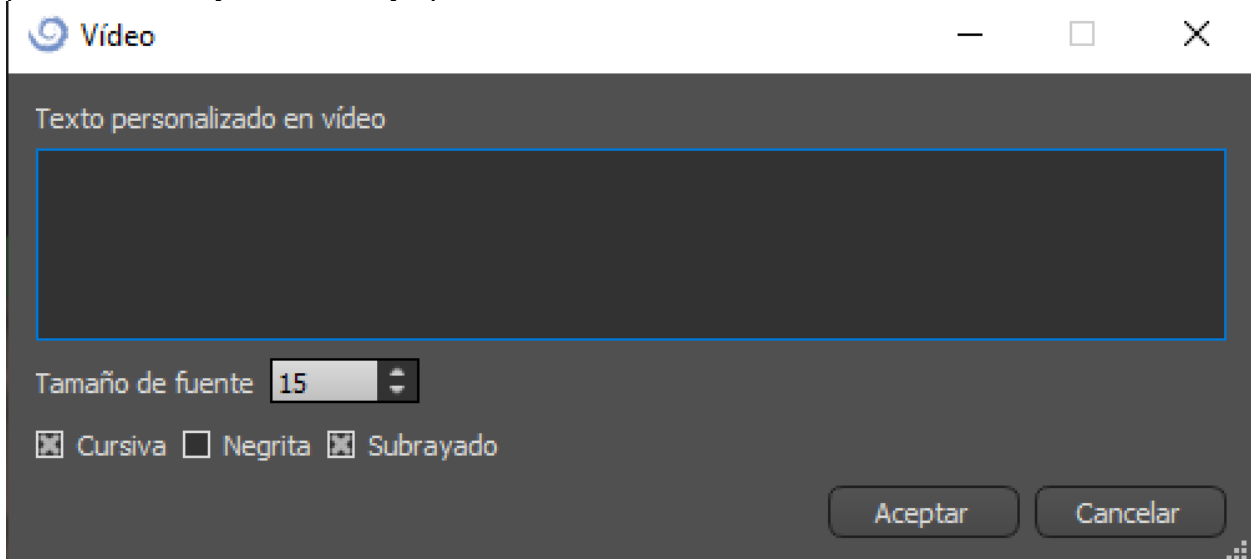 Vídeo
Texto personalizado en vídeo
Tamaño de fuente 15
Cursiva Negrita Subrayado
Aceptar Cancelar